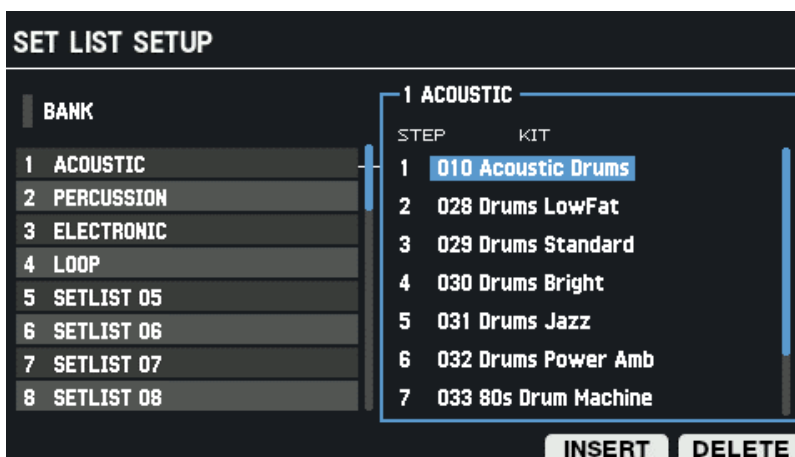 SET LIST SETUP
BANK
1 ACOUSTIC
2 PERCUSSION
3 ELECTRONIC
4 LOOP
5 SETLIST 05
6 SETLIST 06
7 SETLIST 07
8 SETLIST 08
1 ACOUSTIC
STEP KIT
1 010 Acoustic Drums
2 028 Drums LowFat
3 029 Drums Standard
4 030 Drums Bright
5 031 Drums Jazz
6 032 Drums Power Amb
7 033 80s Drum Machine
INSERT DELETE